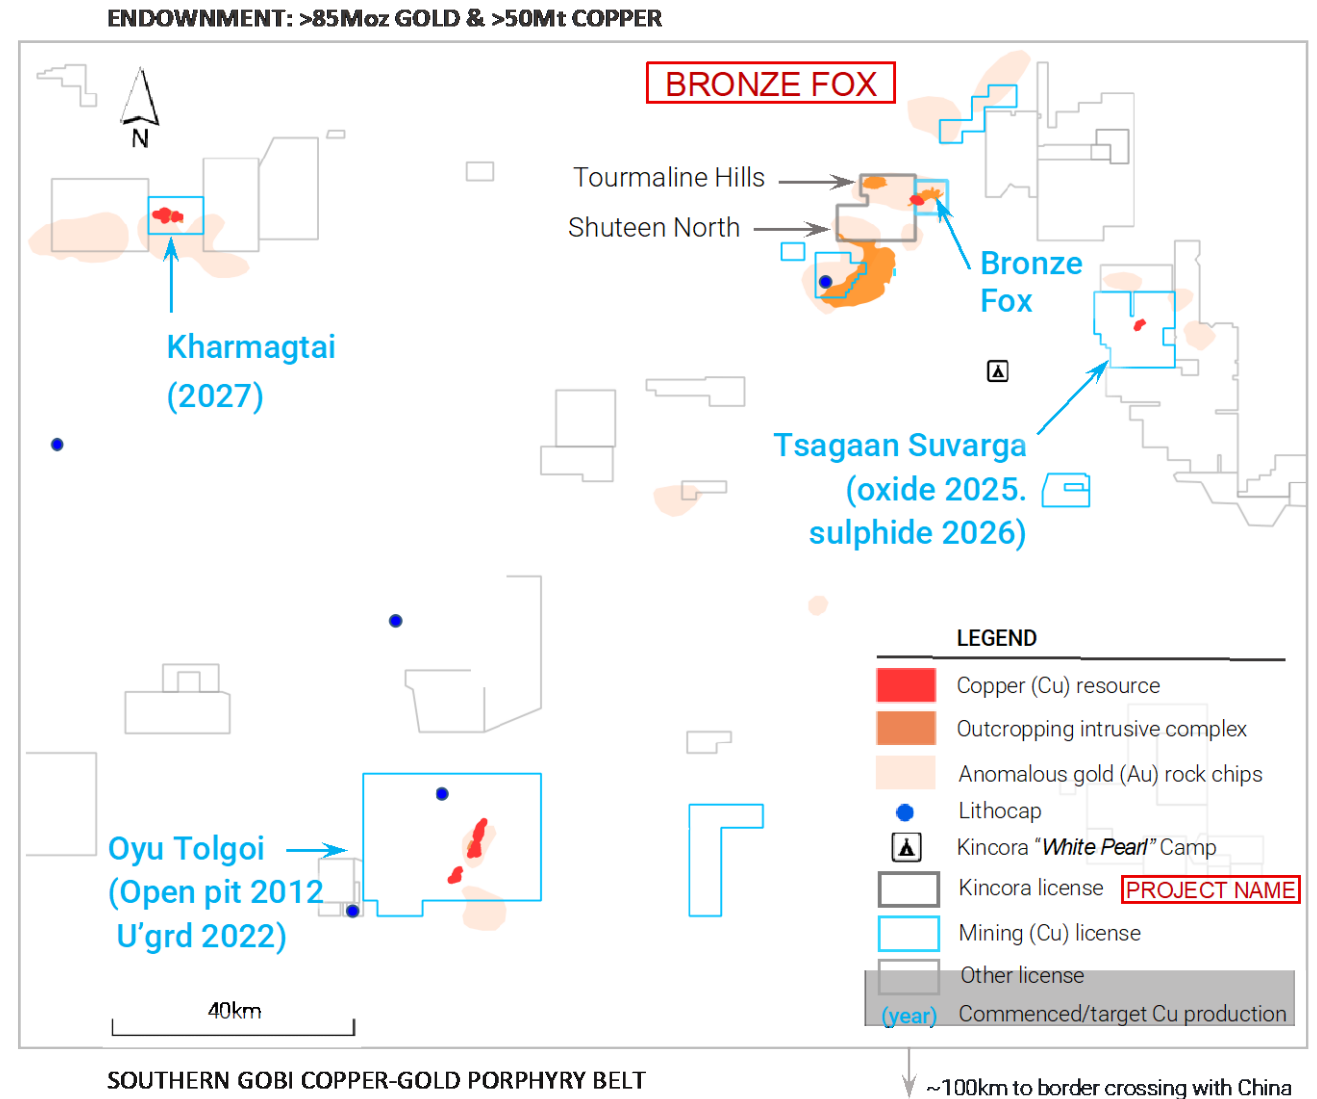 ENDOWNMENT: >85Moz GOLD & >50Mt COPPER
BRONZE FOX
N
Tourmaline Hills
Shuteen North
Bronze
Fox
Kharmagtai
(2027)
Tsagaan Suvarga
(oxide 2025.
sulphide 2026)
LEGEND
Copper (Cu) resource
Outcropping intrusive complex
Anomalous gold (Au) rock chips
Lithocap
Kincora “White Pearl” Camp
Kincora license PROJECT NAME
Mining (Cu) license
Other license
(year) Commenced/target Cu production
Oyu Tolgoi
(Open pit 2012
U’grd 2022)
40km
SOUTHERN GOBI COPPER-GOLD PORPHYRY BELT
~100km to border crossing with China